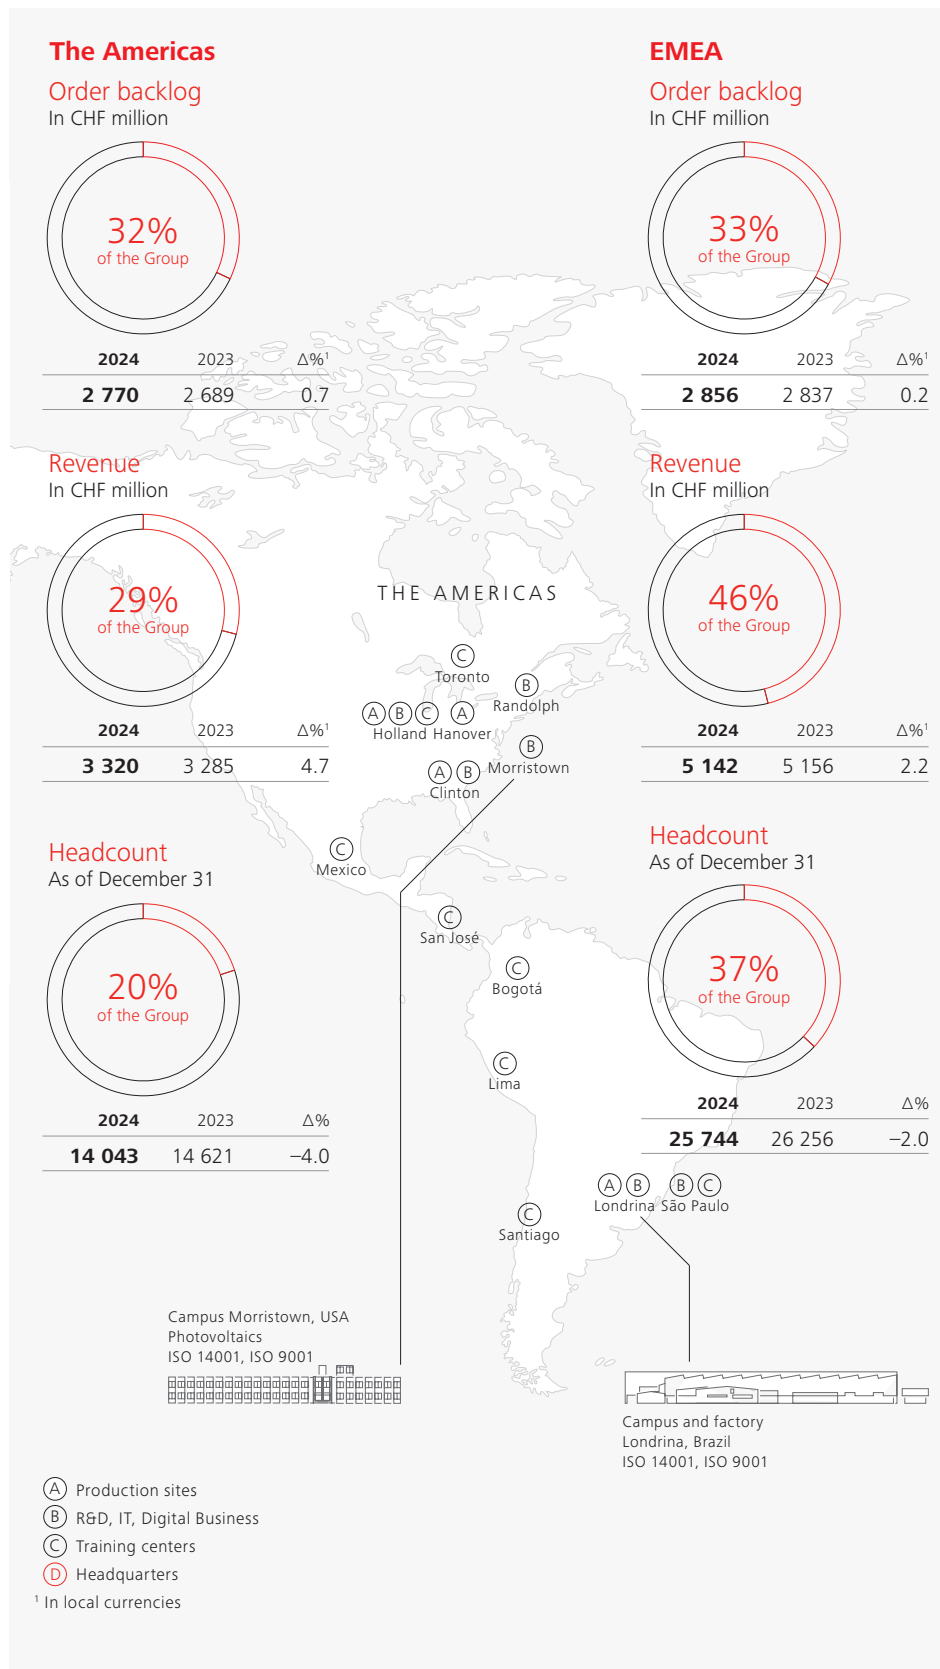 The Americas
Order backlog
In CHF million
32%
of the Group
2024 2023 Δ%¹
2 770 2 689 0.7
Revenue
In CHF million
29%
of the Group
2024 2023 Δ%¹
3 320 3 285 4.7
Headcount
As of December 31
20%
of the Group
2024 2023 Δ%
14 043 14 621 –4.0
EMEA
Order backlog
In CHF million
33%
of the Group
2024 2023 Δ%¹
2 856 2 837 0.2
Revenue
In CHF million
46%
of the Group
2024 2023 Δ%¹
5 142 5 156 2.2
Headcount
As of December 31
37%
of the Group
2024 2023 Δ%
25 744 26 256 –2.0
THE AMERICAS
C
Toronto
B
Randolph
A B C A
Holland Hanover
B
Morristown
A B
Clinton
C
Mexico
C
San José
C
Bogotá
C
Lima
A B B C
Londrina São Paulo
C
Santiago
Campus Morristown, USA
Photovoltaics
ISO 14001, ISO 9001
Campus and factory
Londrina, Brazil
ISO 14001, ISO 9001
A Production sites
B R&D, IT, Digital Business
C Training centers
D Headquarters
¹ In local currencies